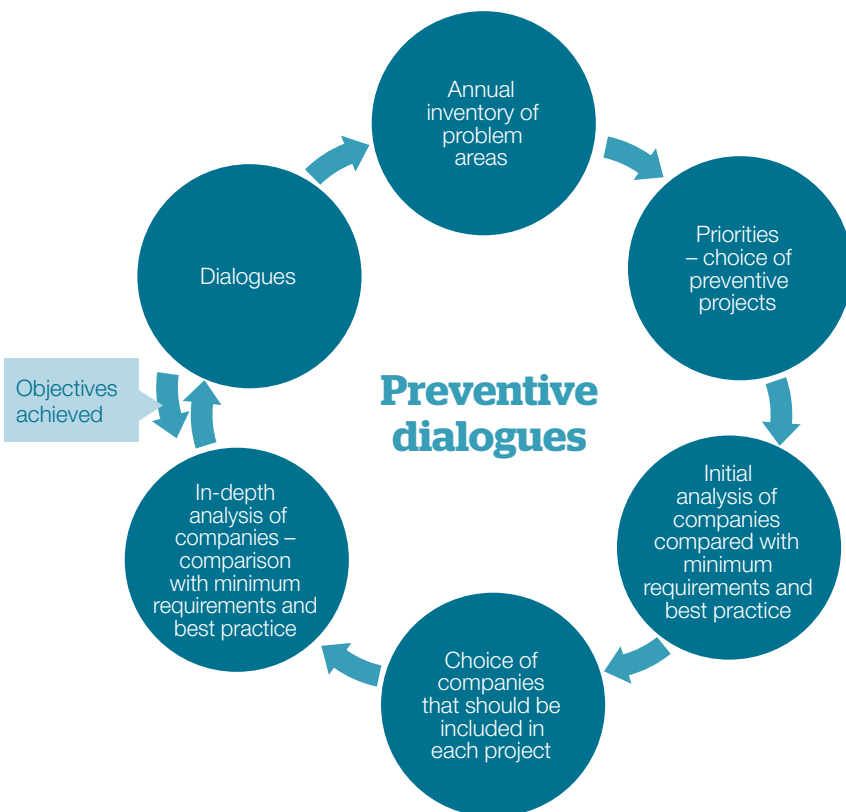 Annual
inventory of
problem
areas
Priorities
– choice of
preventive
projects
Initial
analysis of
companies
compared with
minimum
requirements and
best practice
Choice of
companies
that should be
included in
each project
In-depth
analysis of
companies –
comparison
with minimum
requirements and
best practice
Objectives
achieved
Dialogues
Preventive
dialogues